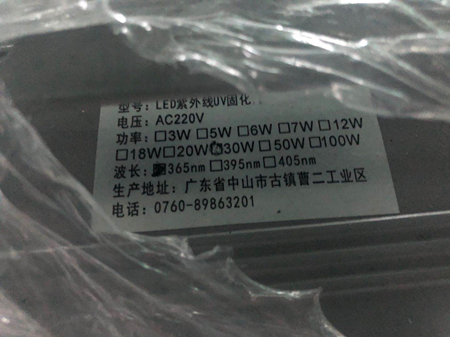 型号: LED紫外线UV固化
电压: AC220V
功率: □3W □5W □6W □7W □12W
□18W □20W ■30W □50W □100W
波长: ■365nm □395nm □405nm
生产地址: 广东省中山市古镇曹二工业区
电话: 0760-89863201